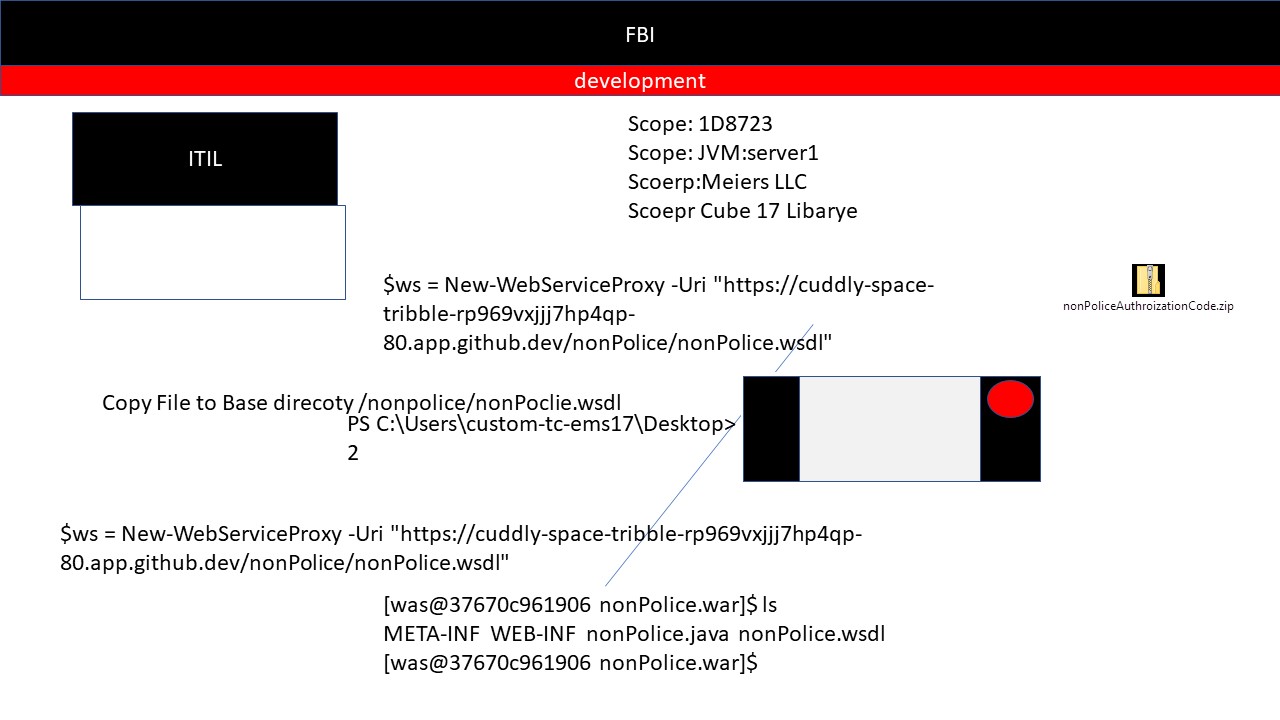 FBI
development
ITIL
Scope: 1D8723
Scope: JVM:server1
Scoerp:Meiers LLC
Scoepr Cube 17 Libarye
$ws = New-WebServiceProxy -Uri "https://cuddly-space-
tribble-rp969vxjjj7hp4qp-
80.app.github.dev/nonPolice/nonPolice.wsdl"
nonPoliceAuthroizationCode.zip
Copy File to Base direcoty /nonpolice/nonPoclie.wsdl
PS C:\Users\custom-tc-ems17\Desktop>
2
$ws = New-WebServiceProxy -Uri "https://cuddly-space-tribble-rp969vxjjj7hp4qp-
80.app.github.dev/nonPolice/nonPolice.wsdl"
[was@37670c961906 nonPolice.war]$ ls
META-INF  WEB-INF  nonPolice.java  nonPolice.wsdl
[was@37670c961906 nonPolice.war]$